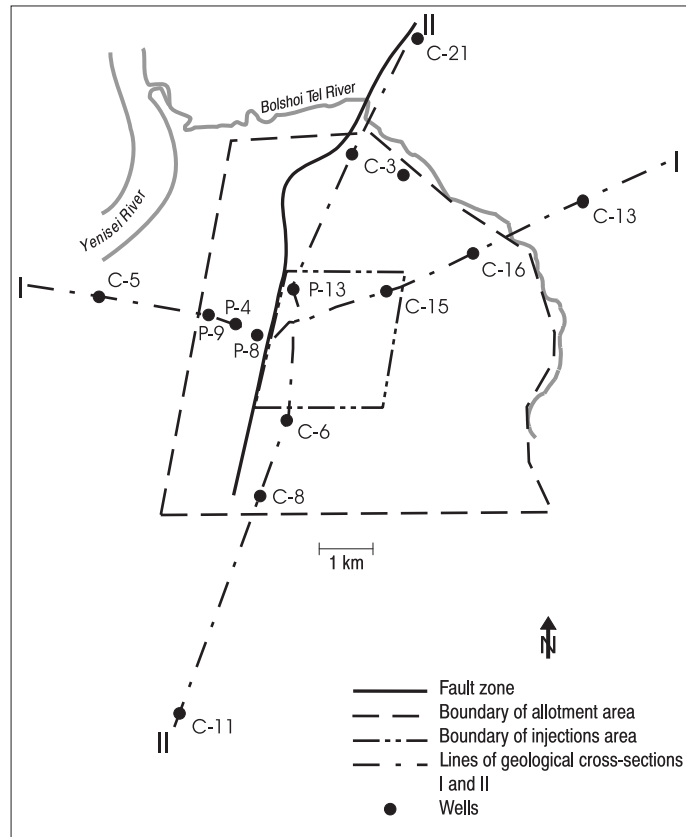 II
C-21
Bolshoi Tel River
C-3
I
C-13
Yenisei River
C-16
C-5
I
P-13
C-15
P-4
P-9
P-8
C-6
C-8
1 km
N
C-11
II
Fault zone
Boundary of allotment area
Boundary of injections area
Lines of geological cross-sections
I and II
Wells